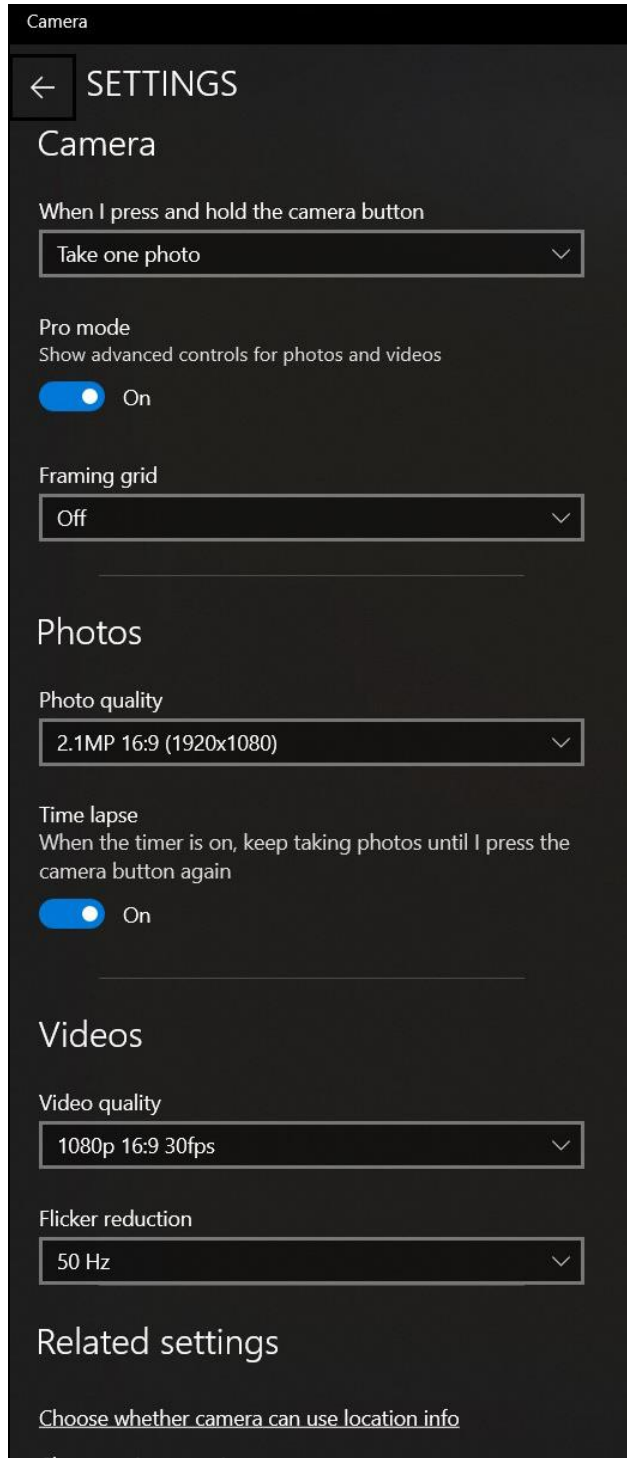 Camera
SETTINGS
Camera
When I press and hold the camera button
Take one photo
Pro mode
Show advanced controls for photos and videos
On
Framing grid
Off
Photos
Photo quality
2.1MP 16:9 (1920x1080)
Time lapse
When the timer is on, keep taking photos until I press the
camera button again
On
Videos
Video quality
1080p 16:9 30fps
Flicker reduction
50 Hz
Related settings
Choose whether camera can use location info